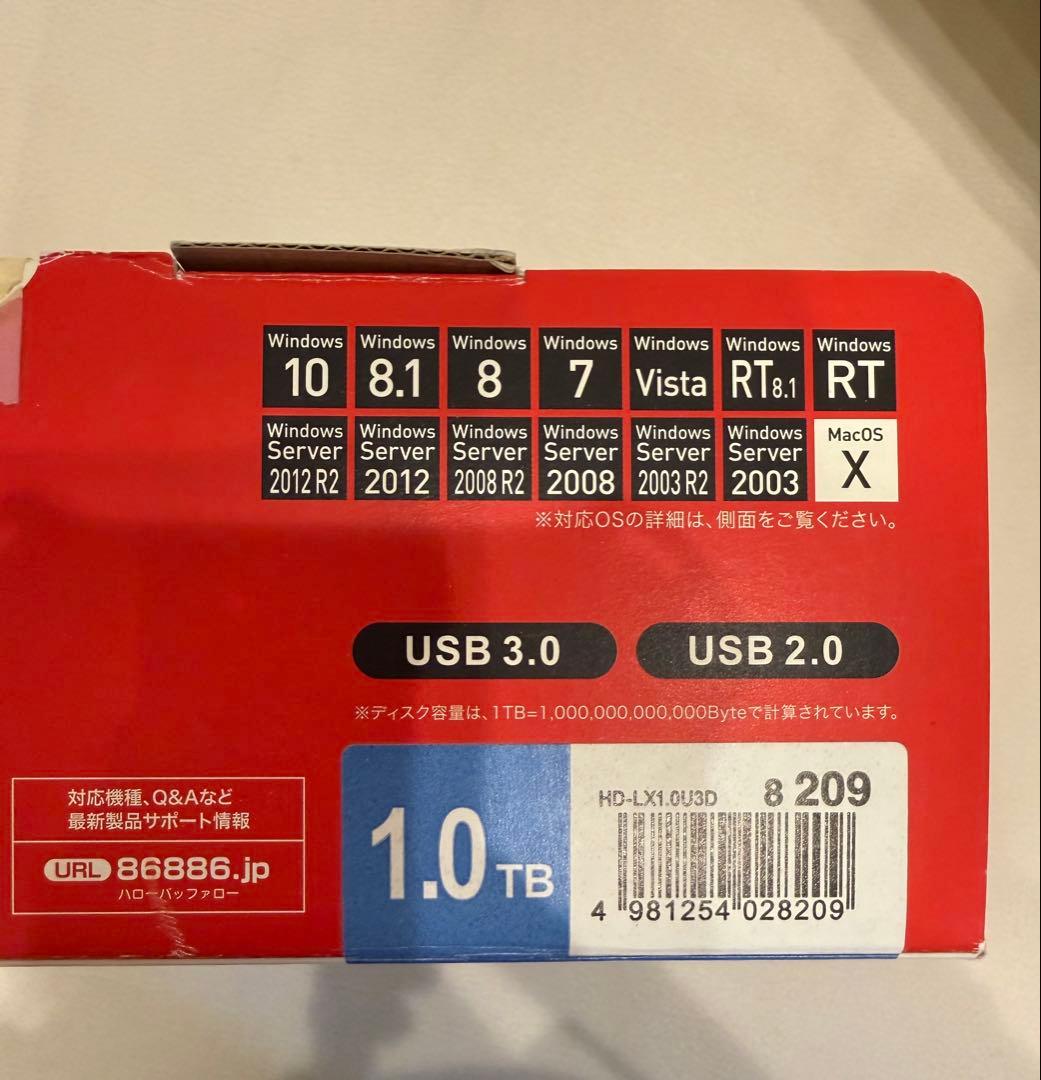 Windows 10
Windows 8.1
Windows 8
Windows 7
Windows Vista
Windows RT8.1
Windows RT
Windows Server 2012 R2
Windows Server 2012
Windows Server 2008 R2
Windows Server 2008
Windows Server 2003 R2
Windows Server 2003
MacOS X
※対応OSの詳細は、側面をご覧ください。
USB 3.0
USB 2.0
※ディスク容量は、1TB=1,000,000,000,000Byteで計算されています。
対応機種、Q&Aなど
最新製品サポート情報
URL 86886.jp
ハローバッファロー
1.0 TB
HD-LX1.0U3D 8 209
4 981254 028209